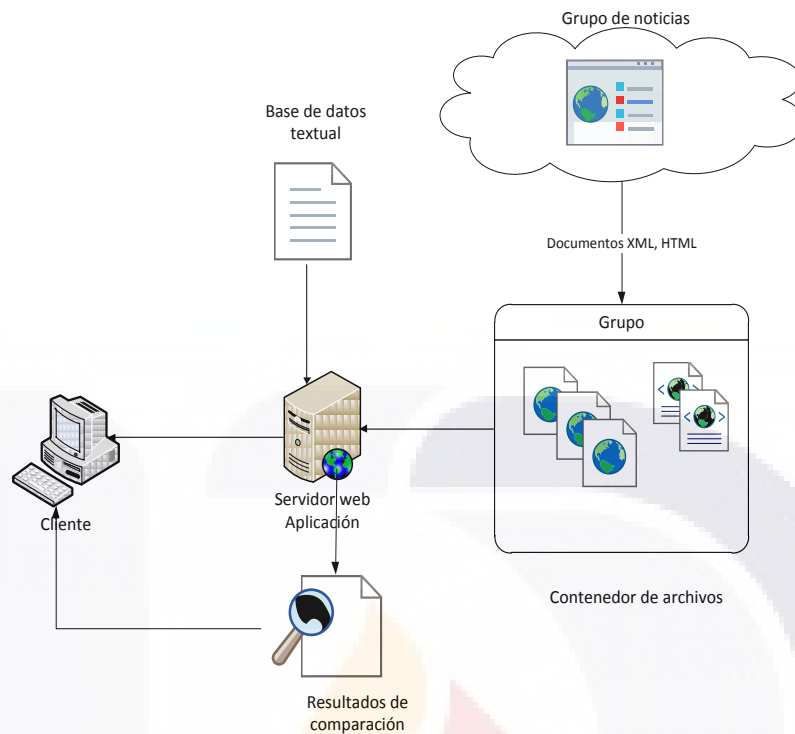 Grupo de noticias
Base de datos
textual
Documentos XML, HTML
Grupo
Cliente
Servidor web
Aplicación
Contenedor de archivos
Resultados de
comparación